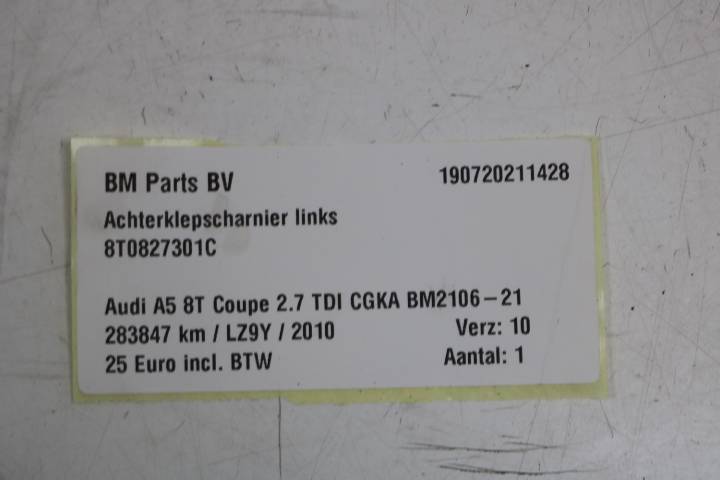 BM Parts BV 190720211428
Achterklepscharnier links
8T0827301C
Audi A5 8T Coupe 2.7 TDI CGKA BM2106-21
283847 km / LZ9Y / 2010 Verz: 10
25 Euro incl. BTW Aantal: 1